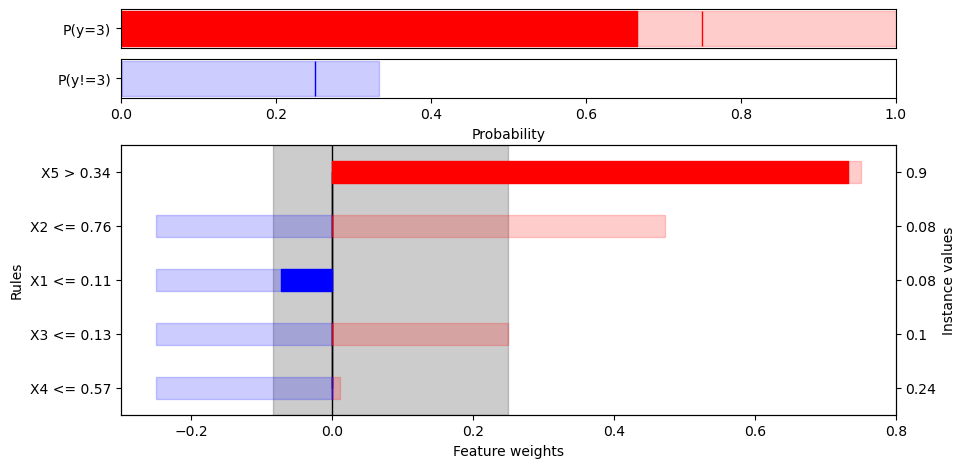 P(y=3)
P(y!=3)
0.0 0.2 0.4 0.6 0.8 1.0
Probability
X5 > 0.34 0.9
X2 <= 0.76 0.08
X1 <= 0.11 0.08
X3 <= 0.13 0.1
X4 <= 0.57 0.24
Rules
Instance values
−0.2 0.0 0.2 0.4 0.6 0.8
Feature weights